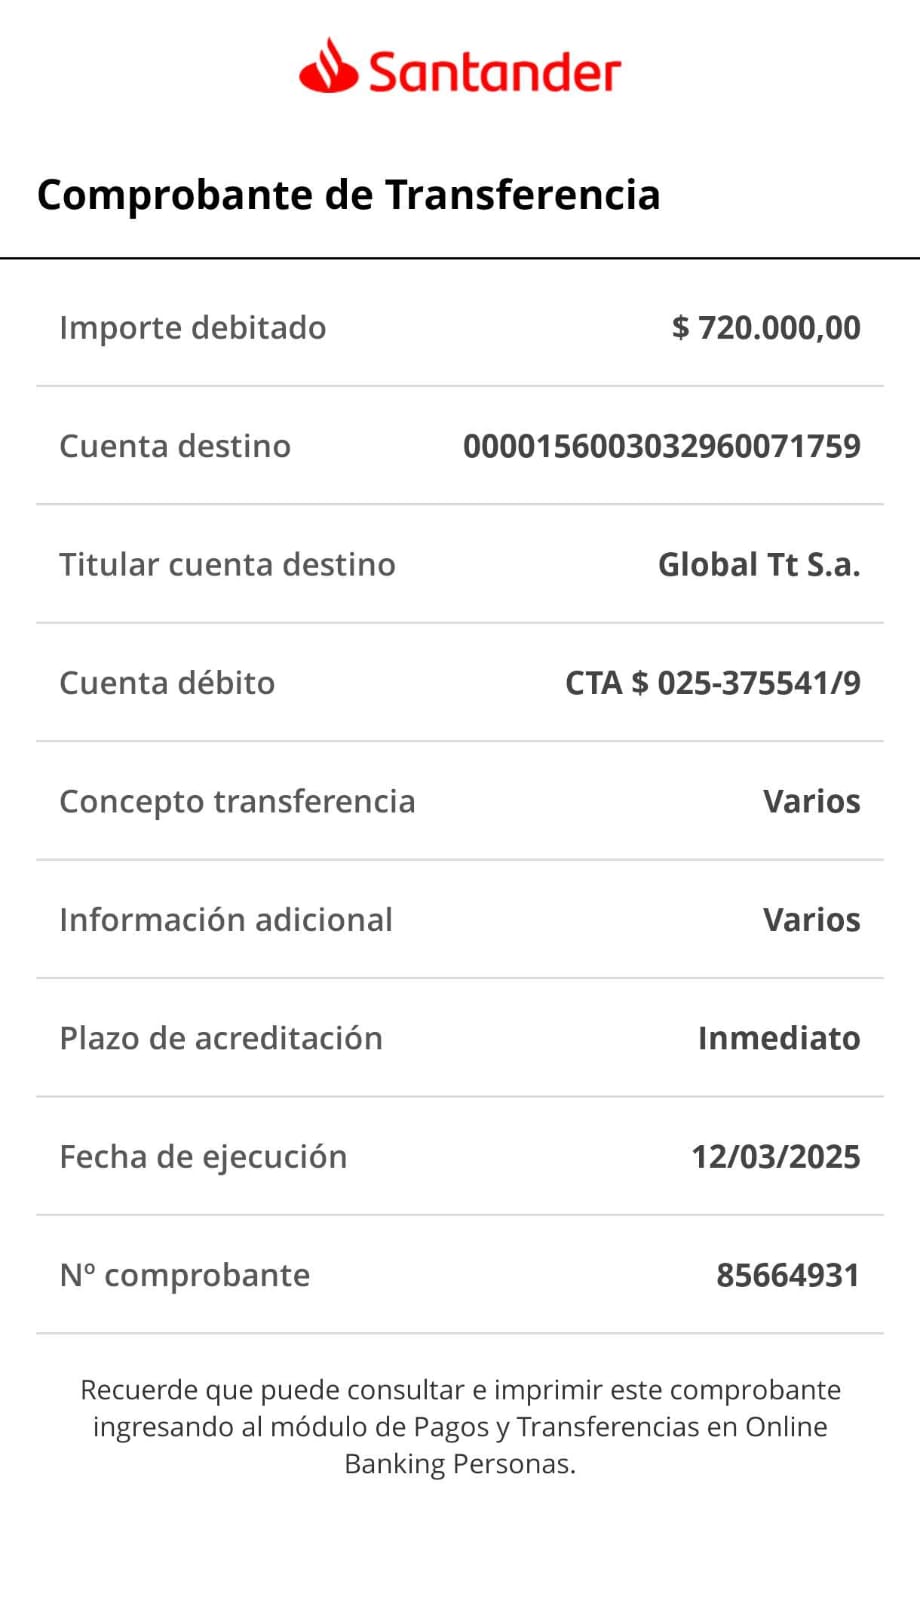 Santander
Comprobante de Transferencia
Importe debitado $ 720.000,00
Cuenta destino 0000156003032960071759
Titular cuenta destino Global Tt S.a.
Cuenta débito CTA $ 025-375541/9
Concepto transferencia Varios
Información adicional Varios
Plazo de acreditación Inmediato
Fecha de ejecución 12/03/2025
Nº comprobante 85664931
Recuerde que puede consultar e imprimir este comprobante
ingresando al módulo de Pagos y Transferencias en Online
Banking Personas.